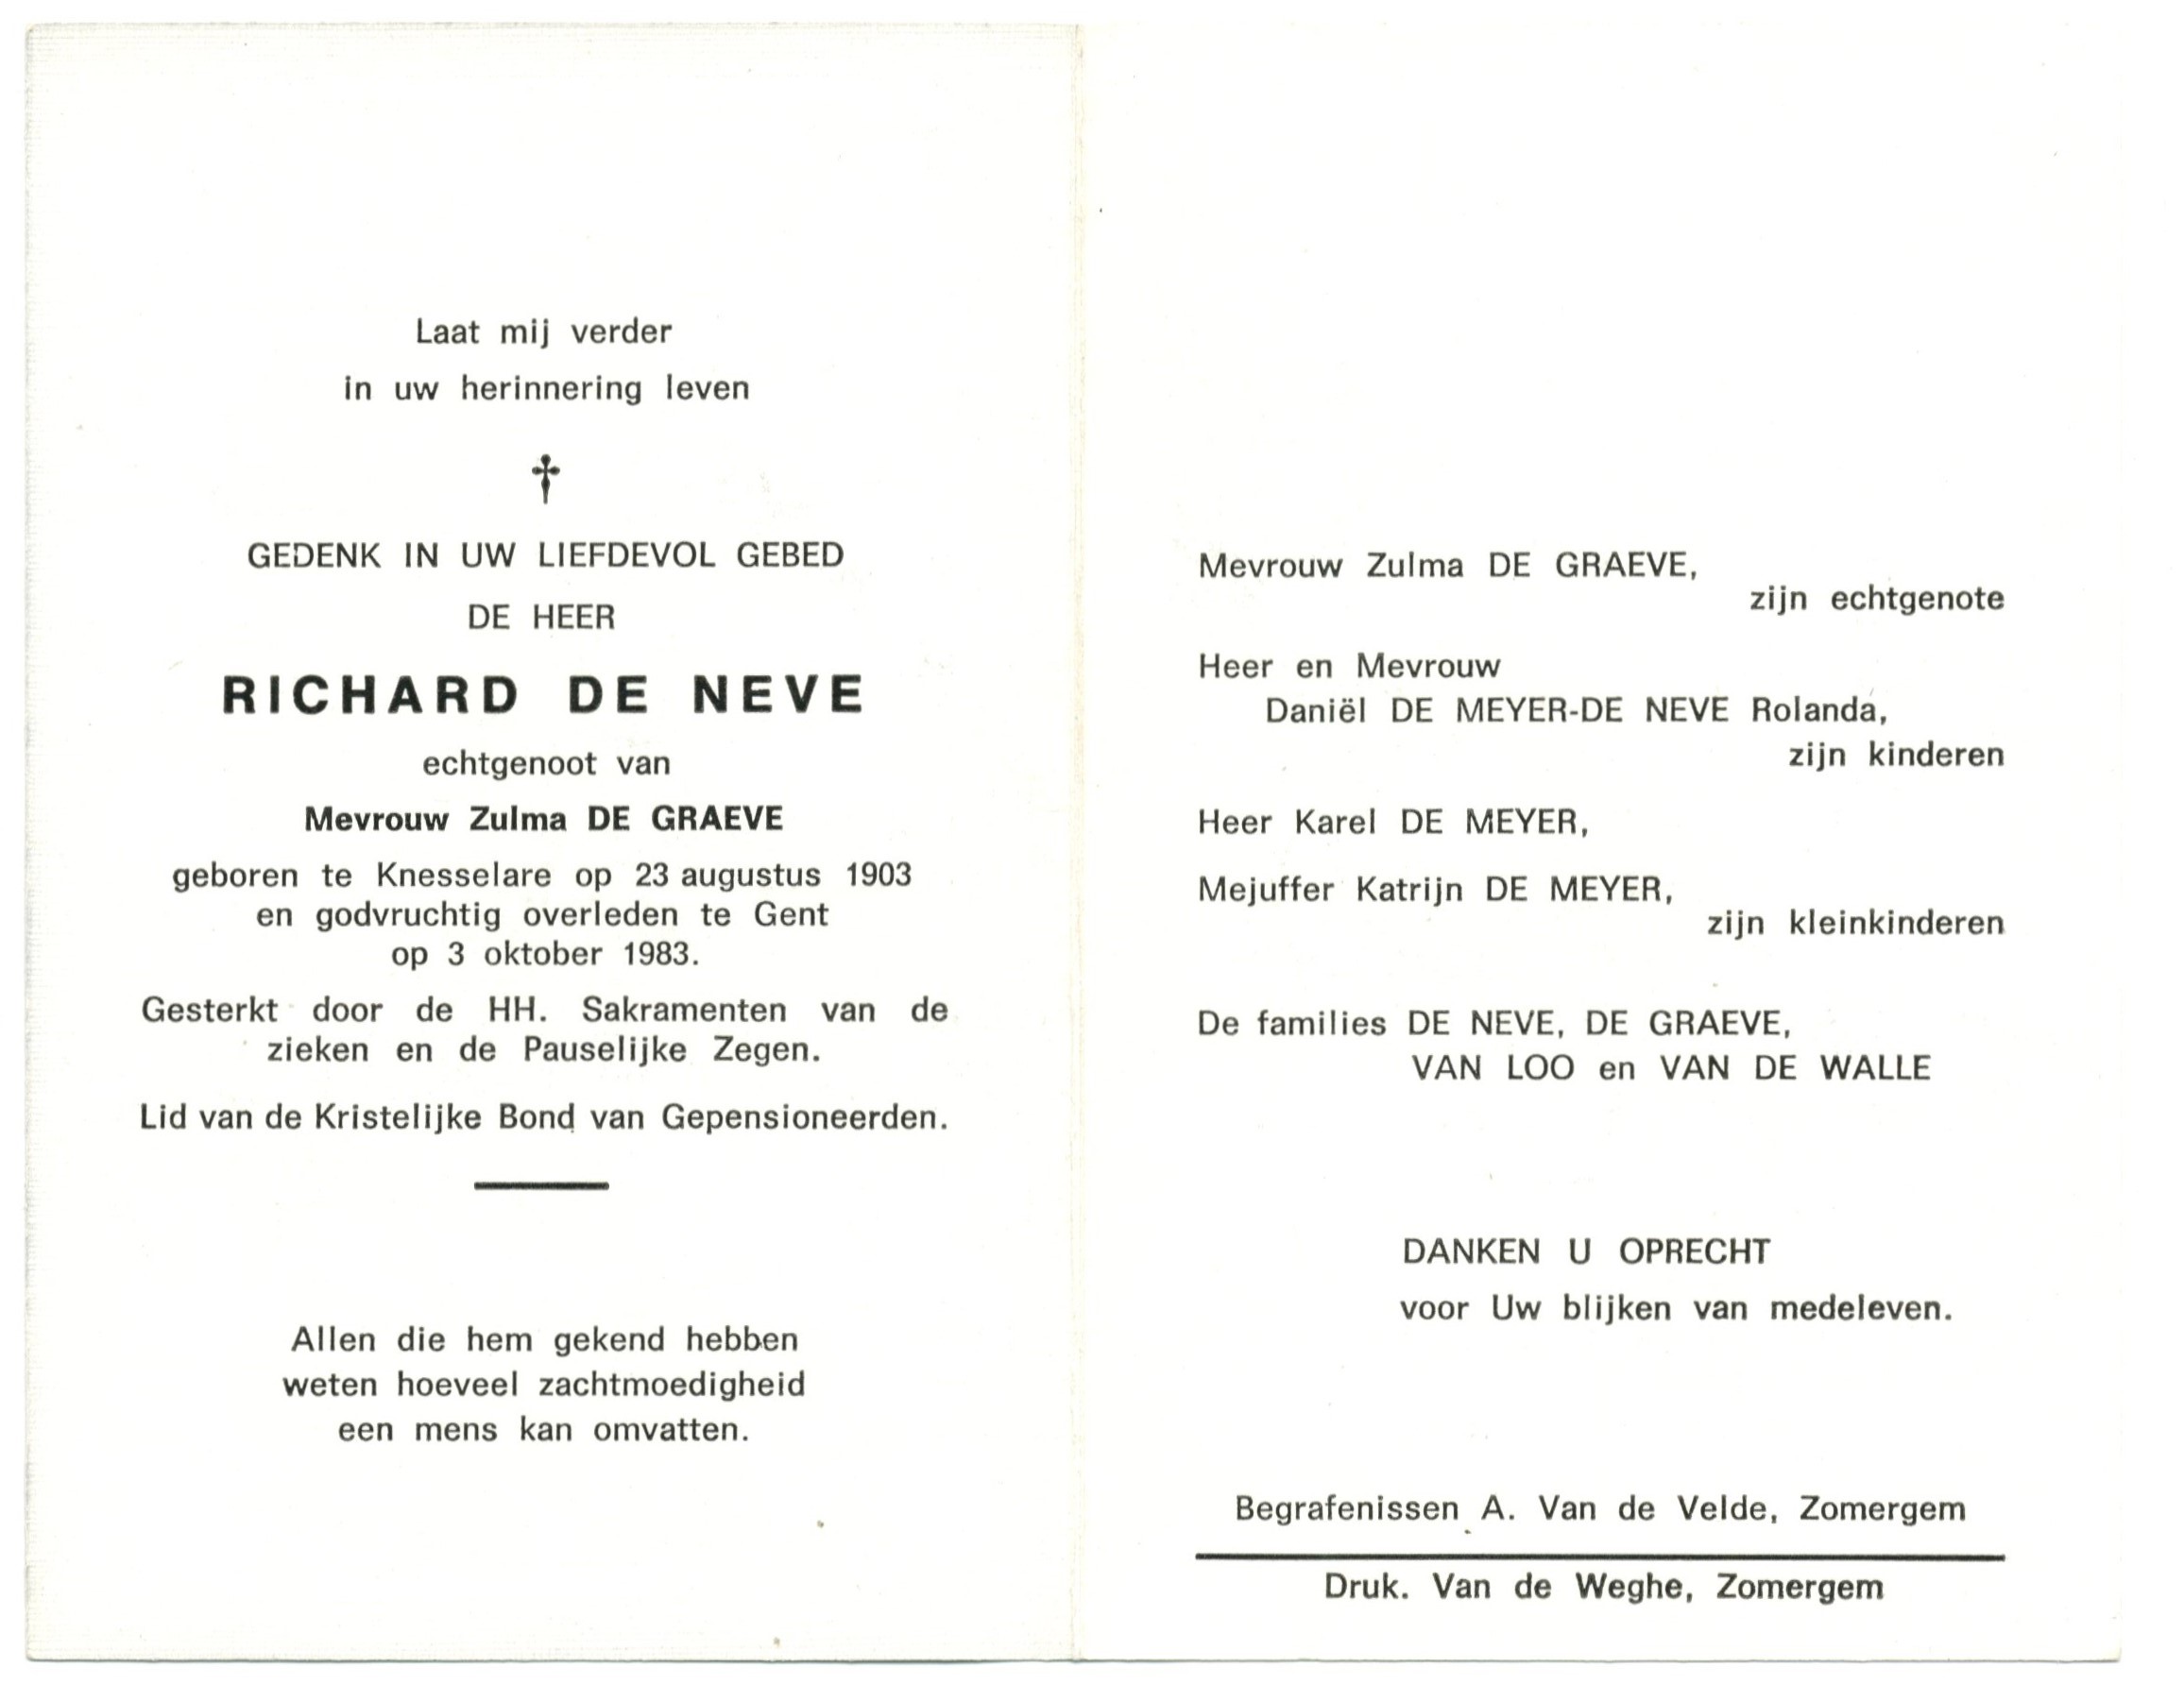 Laat mij verder
in uw herinnering leven
†
GEDENK IN UW LIEFDEVOL GEBED
DE HEER
RICHARD DE NEVE
echtgenoot van
Mevrouw Zulma DE GRAEVE
geboren te Knesselare op 23 augustus 1903
en godvruchtig overleden te Gent
op 3 oktober 1983.
Gesterkt door de HH. Sakramenten van de
zieken en de Pauselijke Zegen.
Lid van de Kristelijke Bond van Gepensioneerden.
Allen die hem gekend hebben
weten hoeveel zachtmoedigheid
een mens kan omvatten.
Mevrouw Zulma DE GRAEVE,
zijn echtgenote
Heer en Mevrouw
Daniël DE MEYER-DE NEVE Rolanda,
zijn kinderen
Heer Karel DE MEYER,
Mejuffer Katrijn DE MEYER,
zijn kleinkinderen
De families DE NEVE, DE GRAEVE,
VAN LOO en VAN DE WALLE
DANKEN U OPRECHT
voor Uw blijken van medeleven.
Begrafenissen A. Van de Velde, Zomergem
Druk. Van de Weghe, Zomergem